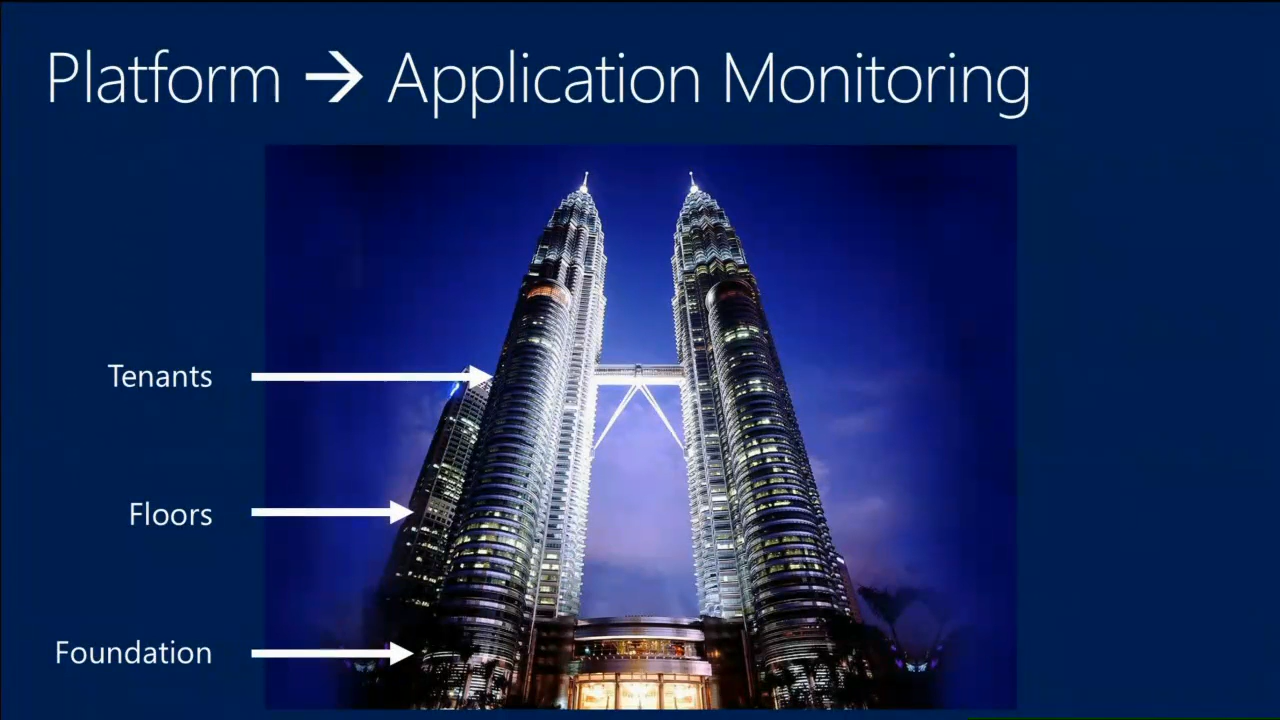 Platform → Application Monitoring
Tenants
Floors
Foundation